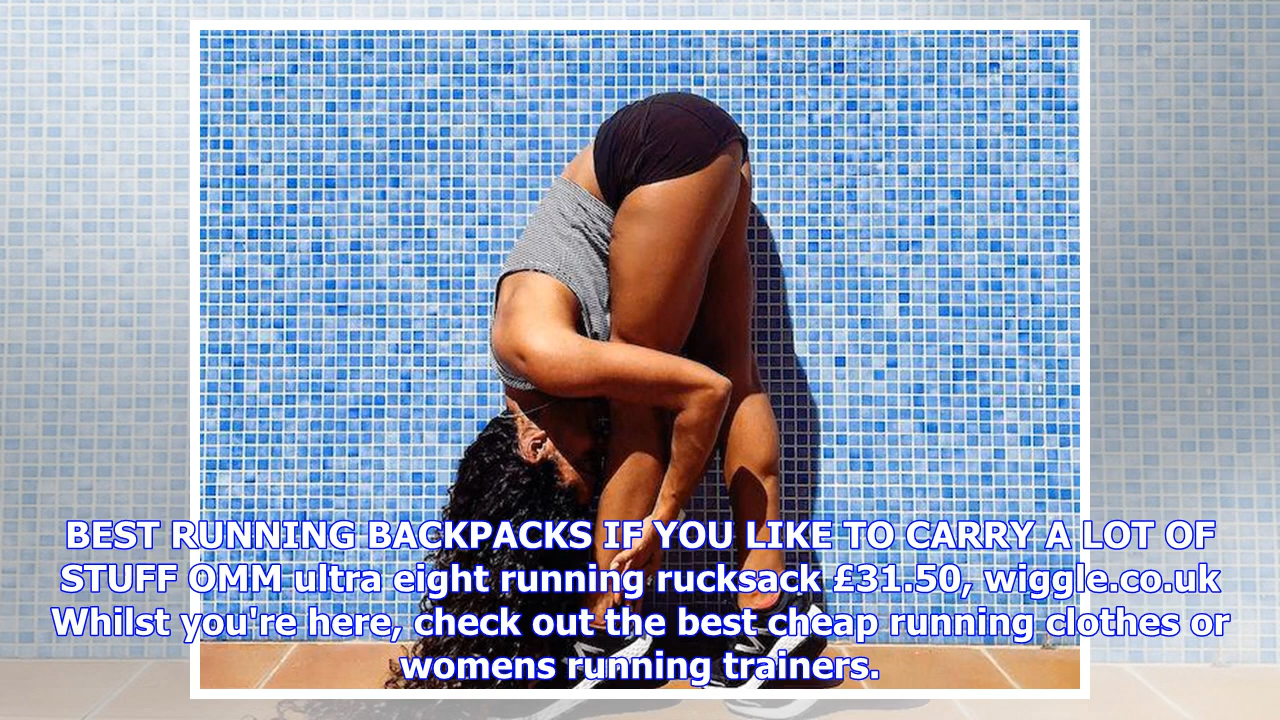 BEST RUNNING BACKPACKS IF YOU LIKE TO CARRY A LOT OF
STUFF OMM ultra eight running rucksack £31.50, wiggle.co.uk
Whilst you're here, check out the best cheap running clothes or
womens running trainers.